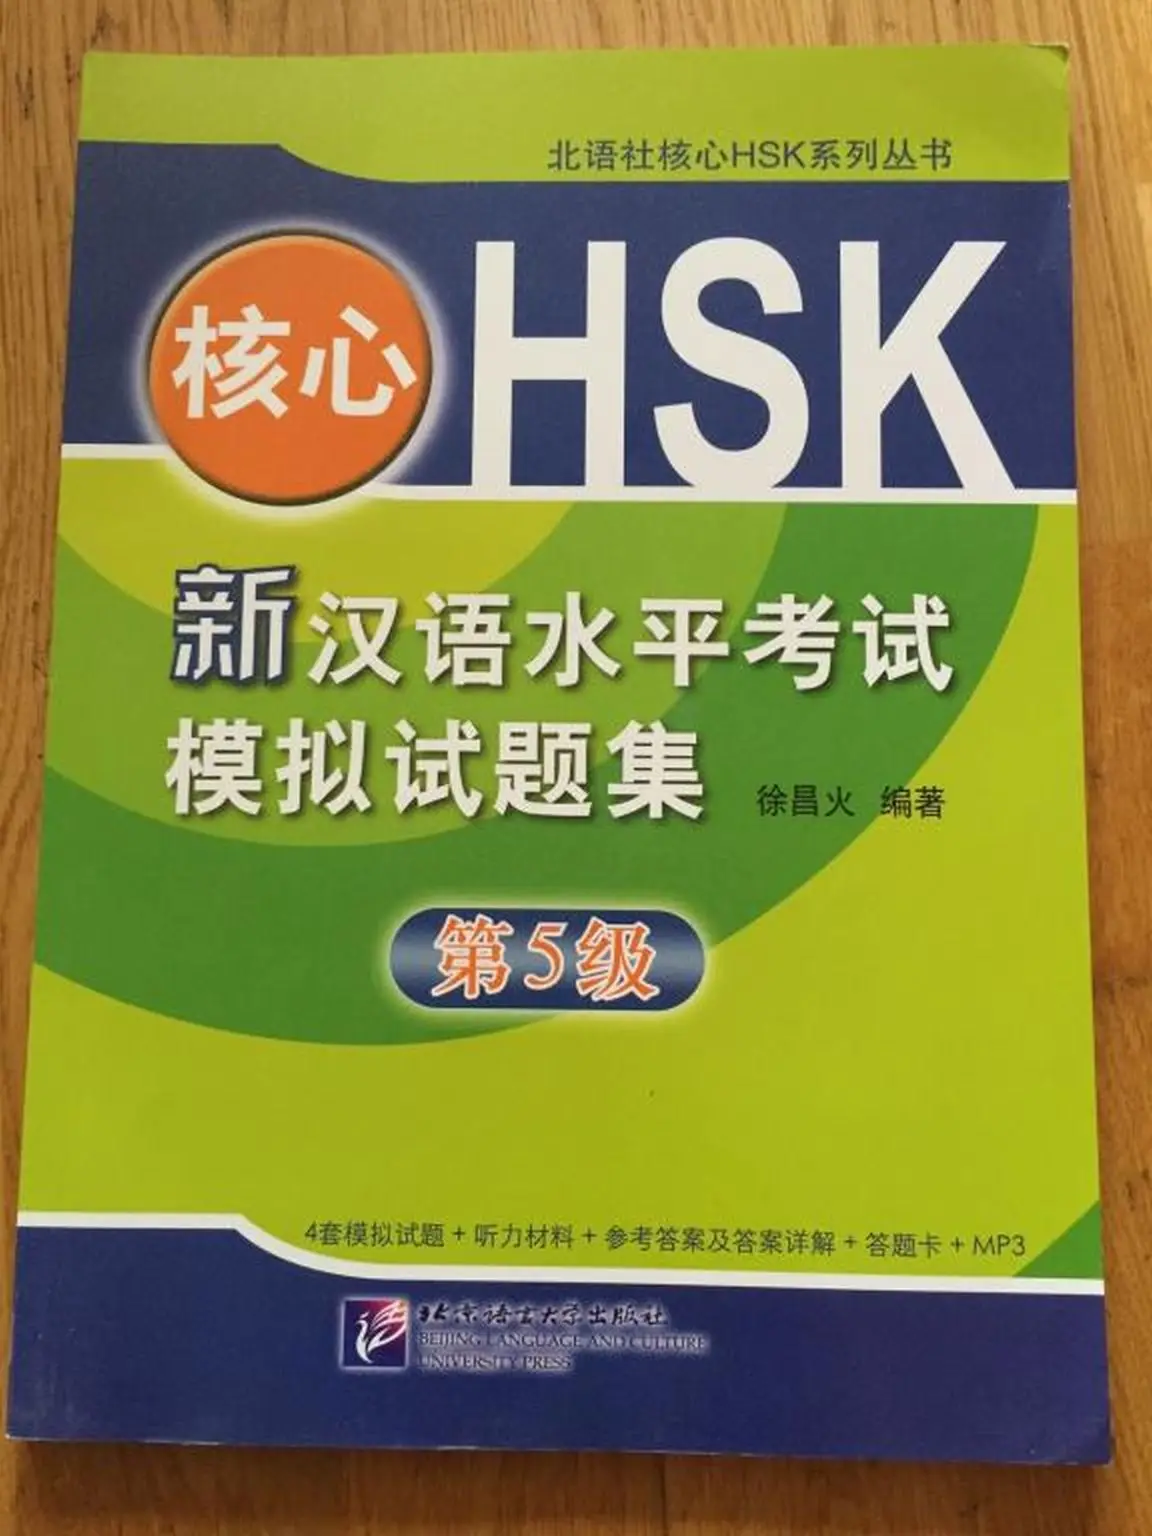 北语社核心HSK系列丛书
核心 HSK
新汉语水平考试
模拟试题集 徐昌火 编著
第5级
4套模拟试题 + 听力材料 + 参考答案及答案详解 + 答题卡 + MP3
北京语言大学出版社
BEIJING LANGUAGE AND CULTURE
UNIVERSITY PRESS